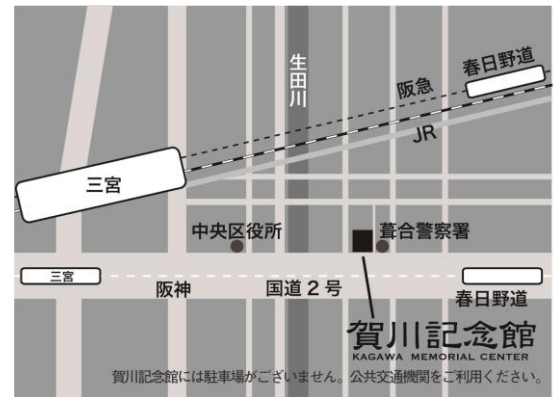 生田川
春日野道
阪急
JR
三宮
中央区役所
葺合警察署
三宮
阪神
国道2号
春日野道
賀川記念館
KAGAWA MEMORIAL CENTER
賀川記念館には駐車場がございません。公共交通機関をご利用ください。